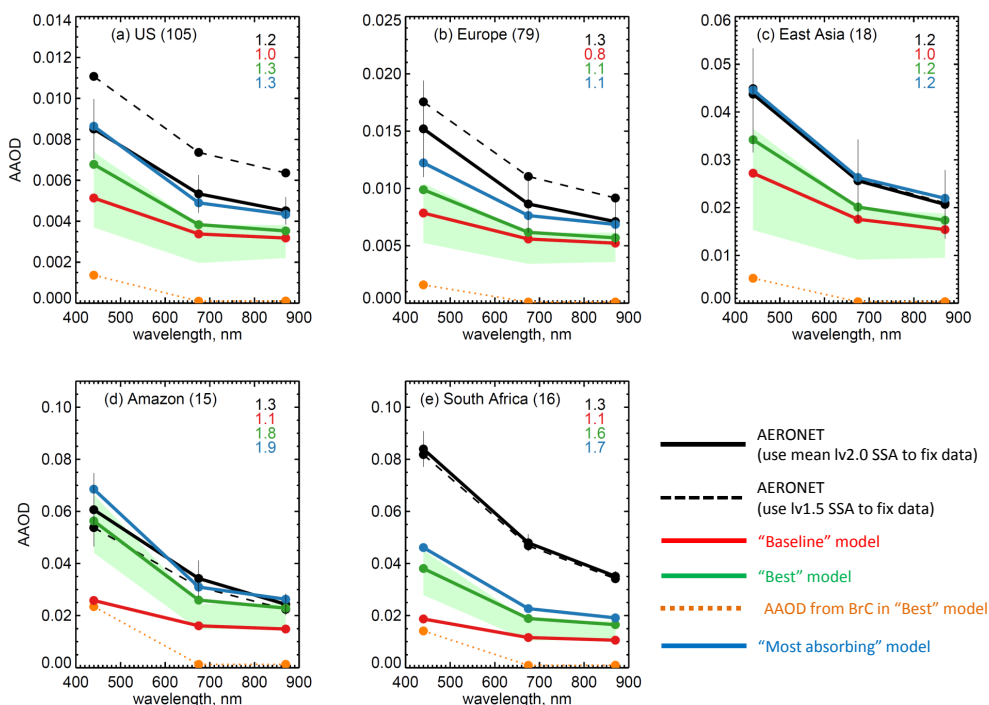 (a) US (105)
1.2
1.0
1.3
1.3
0.014
0.012
0.010
0.008
0.006
0.004
0.002
0.000
AAOD
400 500 600 700 800 900
wavelength, nm
(b) Europe (79)
1.3
0.8
1.1
1.1
0.025
0.020
0.015
0.010
0.005
0.000
400 500 600 700 800 900
wavelength, nm
(c) East Asia (18)
1.2
1.0
1.2
1.2
0.06
0.05
0.04
0.03
0.02
0.01
0.00
400 500 600 700 800 900
wavelength, nm
(d) Amazon (15)
1.3
1.1
1.8
1.9
0.10
0.08
0.06
0.04
0.02
0.00
AAOD
400 500 600 700 800 900
wavelength, nm
(e) South Africa (16)
1.3
1.1
1.6
1.7
0.10
0.08
0.06
0.04
0.02
0.00
400 500 600 700 800 900
wavelength, nm
AERONET
(use mean lv2.0 SSA to fix data)
AERONET
(use lv1.5 SSA to fix data)
“Baseline” model
“Best” model
AAOD from BrC in “Best” model
“Most absorbing” model